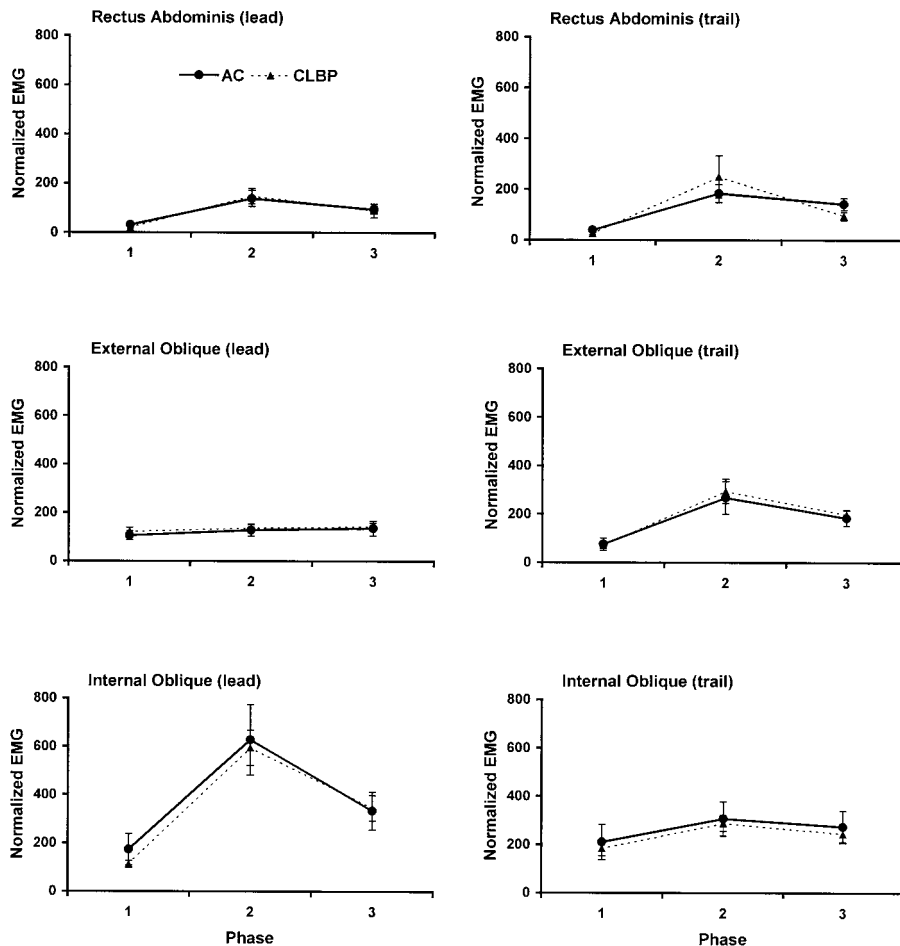 Rectus Abdominis (lead)
800
600
400
200
0
Normalized EMG
AC CLBP
1 2 3
Rectus Abdominis (trail)
800
600
400
200
0
Normalized EMG
1 2 3
External Oblique (lead)
800
600
400
200
0
Normalized EMG
1 2 3
External Oblique (trail)
800
600
400
200
0
Normalized EMG
1 2 3
Internal Oblique (lead)
800
600
400
200
0
Normalized EMG
1 2 3
Phase
Internal Oblique (trail)
800
600
400
200
0
Normalized EMG
1 2 3
Phase